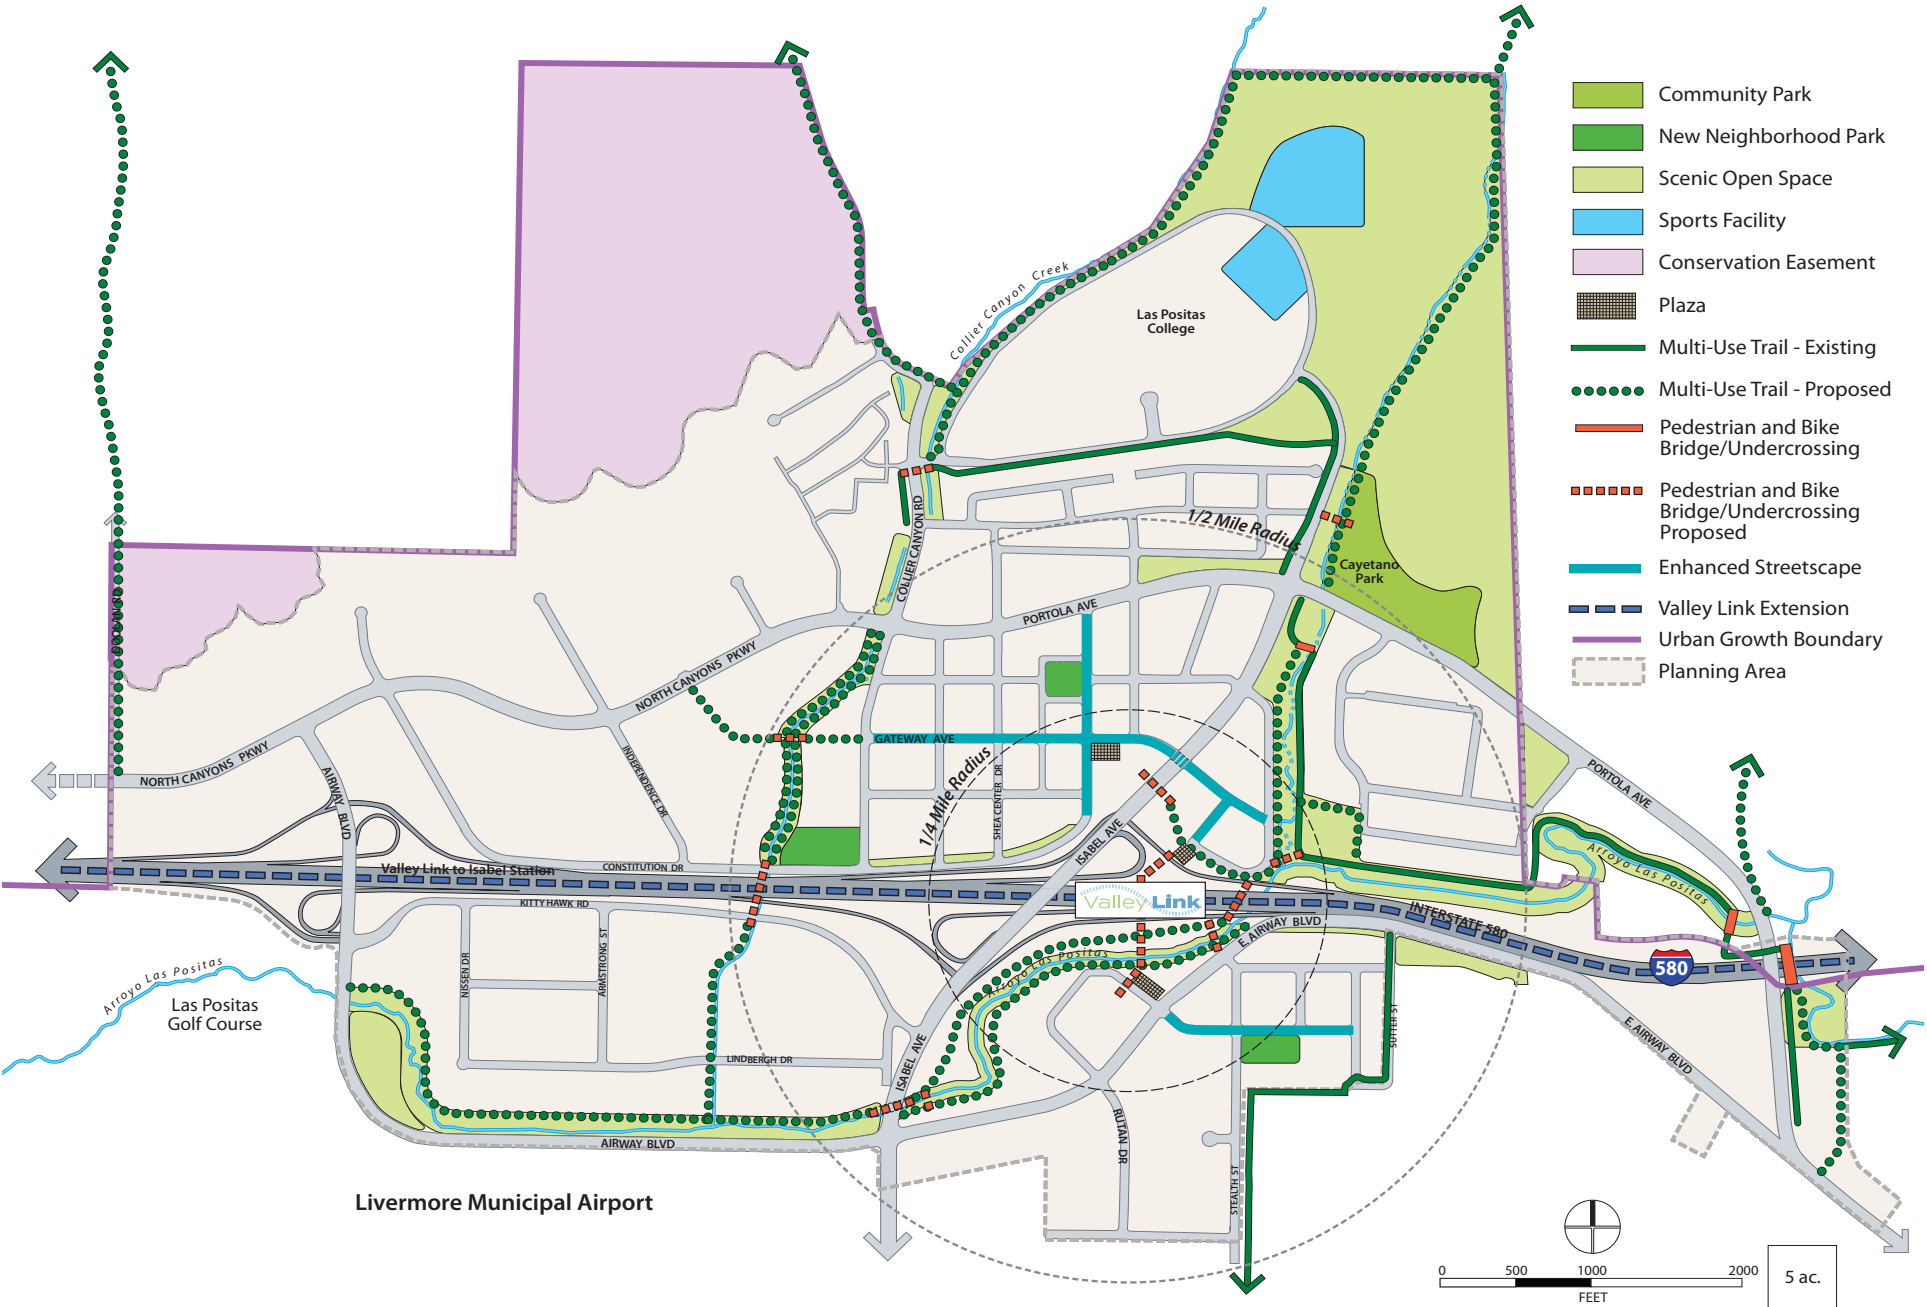 Community Park
New Neighborhood Park
Scenic Open Space
Sports Facility
Conservation Easement
Plaza
Multi-Use Trail - Existing
Multi-Use Trail - Proposed
Pedestrian and Bike
Bridge/Undercrossing
Pedestrian and Bike
Bridge/Undercrossing
Proposed
Enhanced Streetscape
Valley Link Extension
Urban Growth Boundary
Planning Area
Collier Canyon Creek
Las Positas
College
1/2 Mile Radius
COLLIER CANYON RD
Cayetano
Park
DOOLAN RD
PORTOLA AVE
NORTH CANYONS PKWY
NORTH CANYONS PKWY
GATEWAY AVE
INDEPENDENCE DR
AIRWAY BLVD
SHEA CENTER DR
1/4 Mile Radius
PORTOLA AVE
ISABEL AVE
Valley Link to Isabel Station
CONSTITUTION DR
Arroyo Las Positas
Valley Link
KITTY HAWK RD
INTERSTATE 580
E. AIRWAY BLVD
NISSEN DR
ARMSTRONG ST
Arroyo Las Positas
580
Arroyo Las Positas
Las Positas
Golf Course
SUTTER ST
E. AIRWAY BLVD
LINDBERGH DR
ISABEL AVE
RUTAN DR
AIRWAY BLVD
STEALTH ST
Livermore Municipal Airport
0 500 1000 2000
FEET
5 ac.